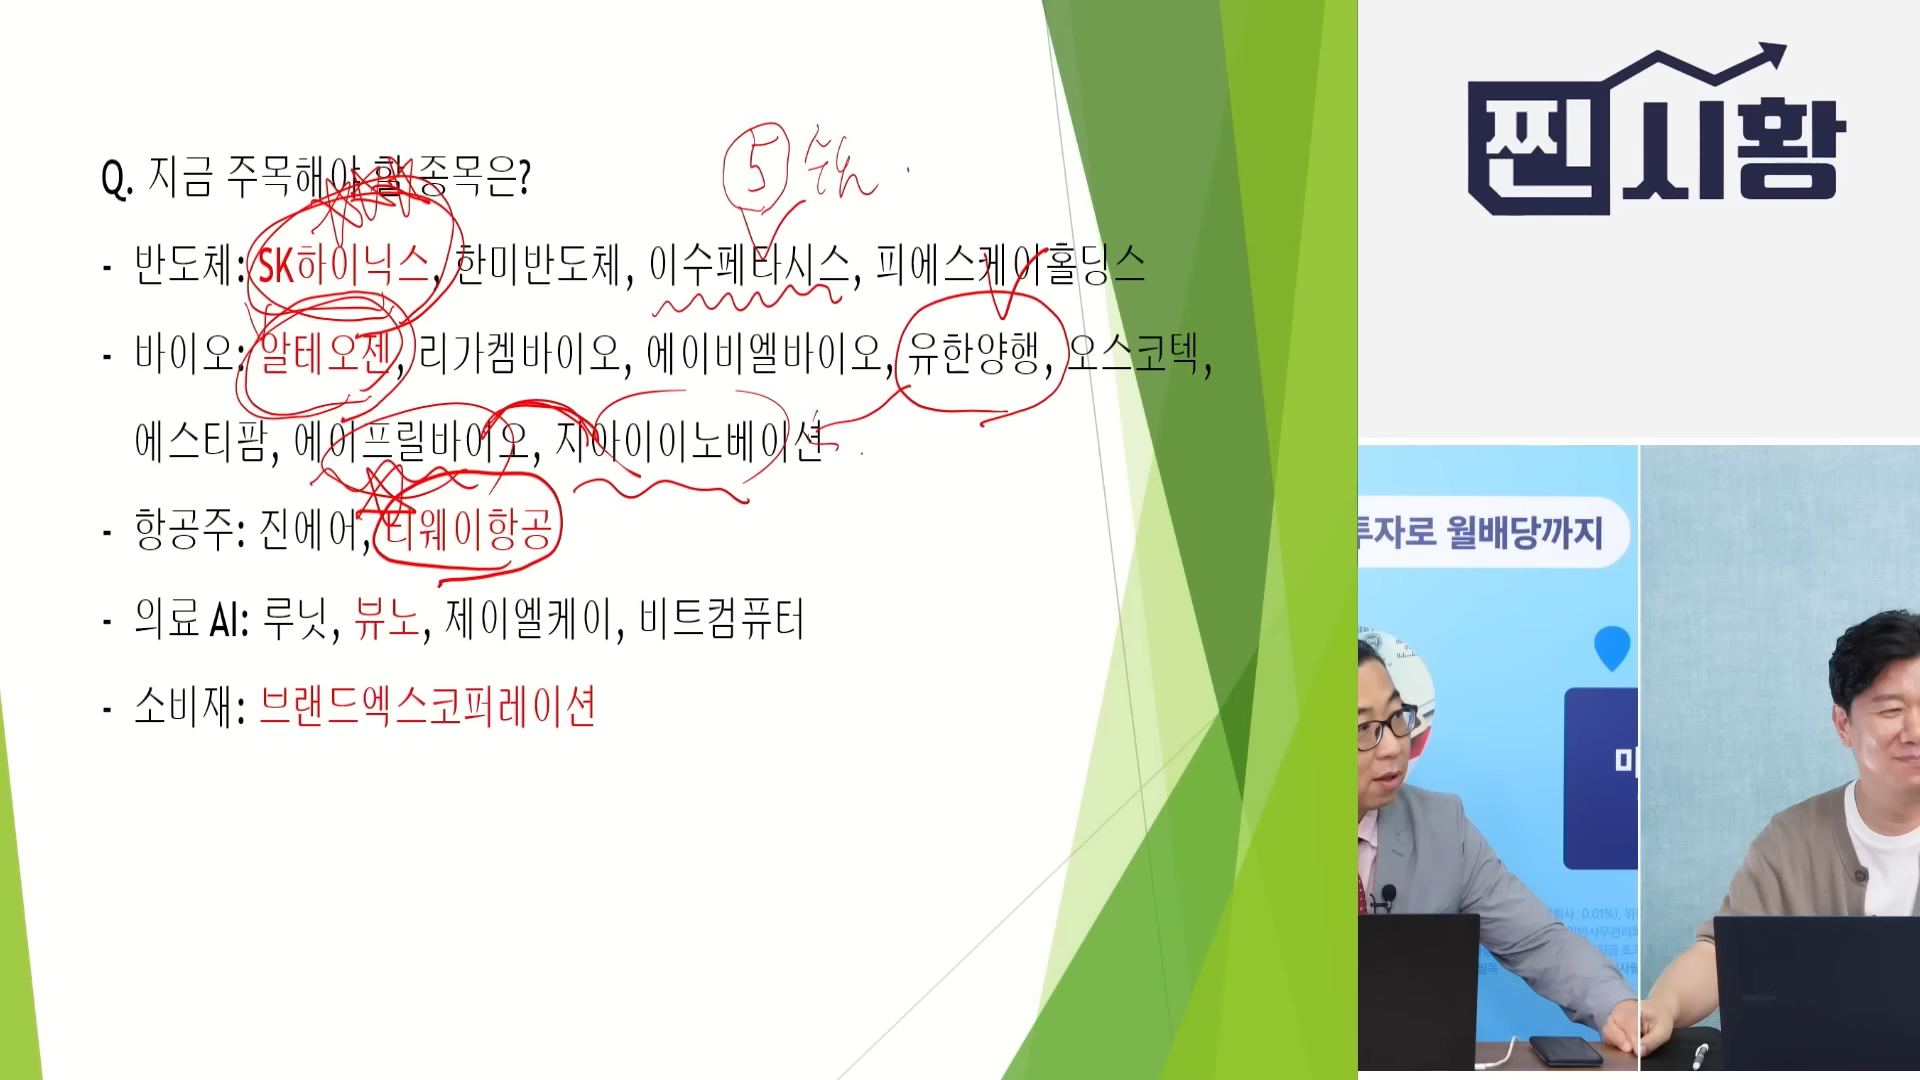 Q. 지금 주목해야 할 종목은?
5
- 반도체: SK하이닉스, 한미반도체, 이수페타시스, 피에스케이홀딩스
- 바이오: 알테오젠, 리가켐바이오, 에이비엘바이오, 유한양행, 오스코텍,
에스티팜, 에이프릴바이오, 지아이이노베이션
- 항공주: 진에어, 티웨이항공
- 의료 AI: 루닛, 뷰노, 제이엘케이, 비트컴퓨터
- 소비재: 브랜드엑스코퍼레이션
찐시황
투자로 월배당까지
0.01%), 위